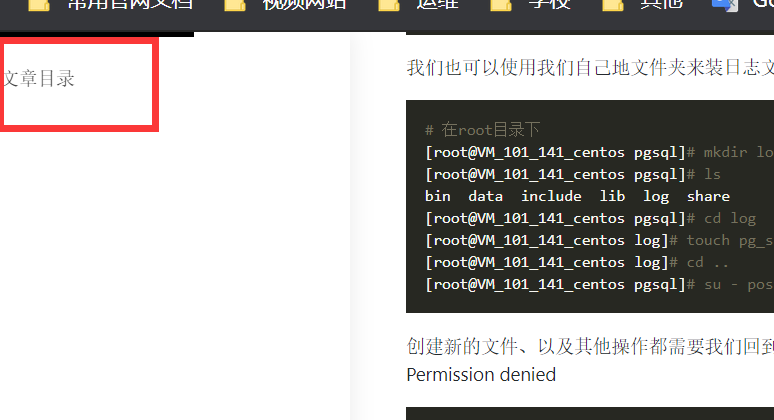 常用官网文档 视频网站 运维 学校 其他
文章目录
我们也可以使用我们自己地文件夹来装日志文
# 在root目录下
[root@VM_101_141_centos pgsql]# mkdir lo
[root@VM_101_141_centos pgsql]# ls
bin data include lib log share
[root@VM_101_141_centos pgsql]# cd log
[root@VM_101_141_centos log]# touch pg_s
[root@VM_101_141_centos log]# cd ..
[root@VM_101_141_centos pgsql]# su - pos
创建新的文件、以及其他操作都需要我们回到
Permission denied